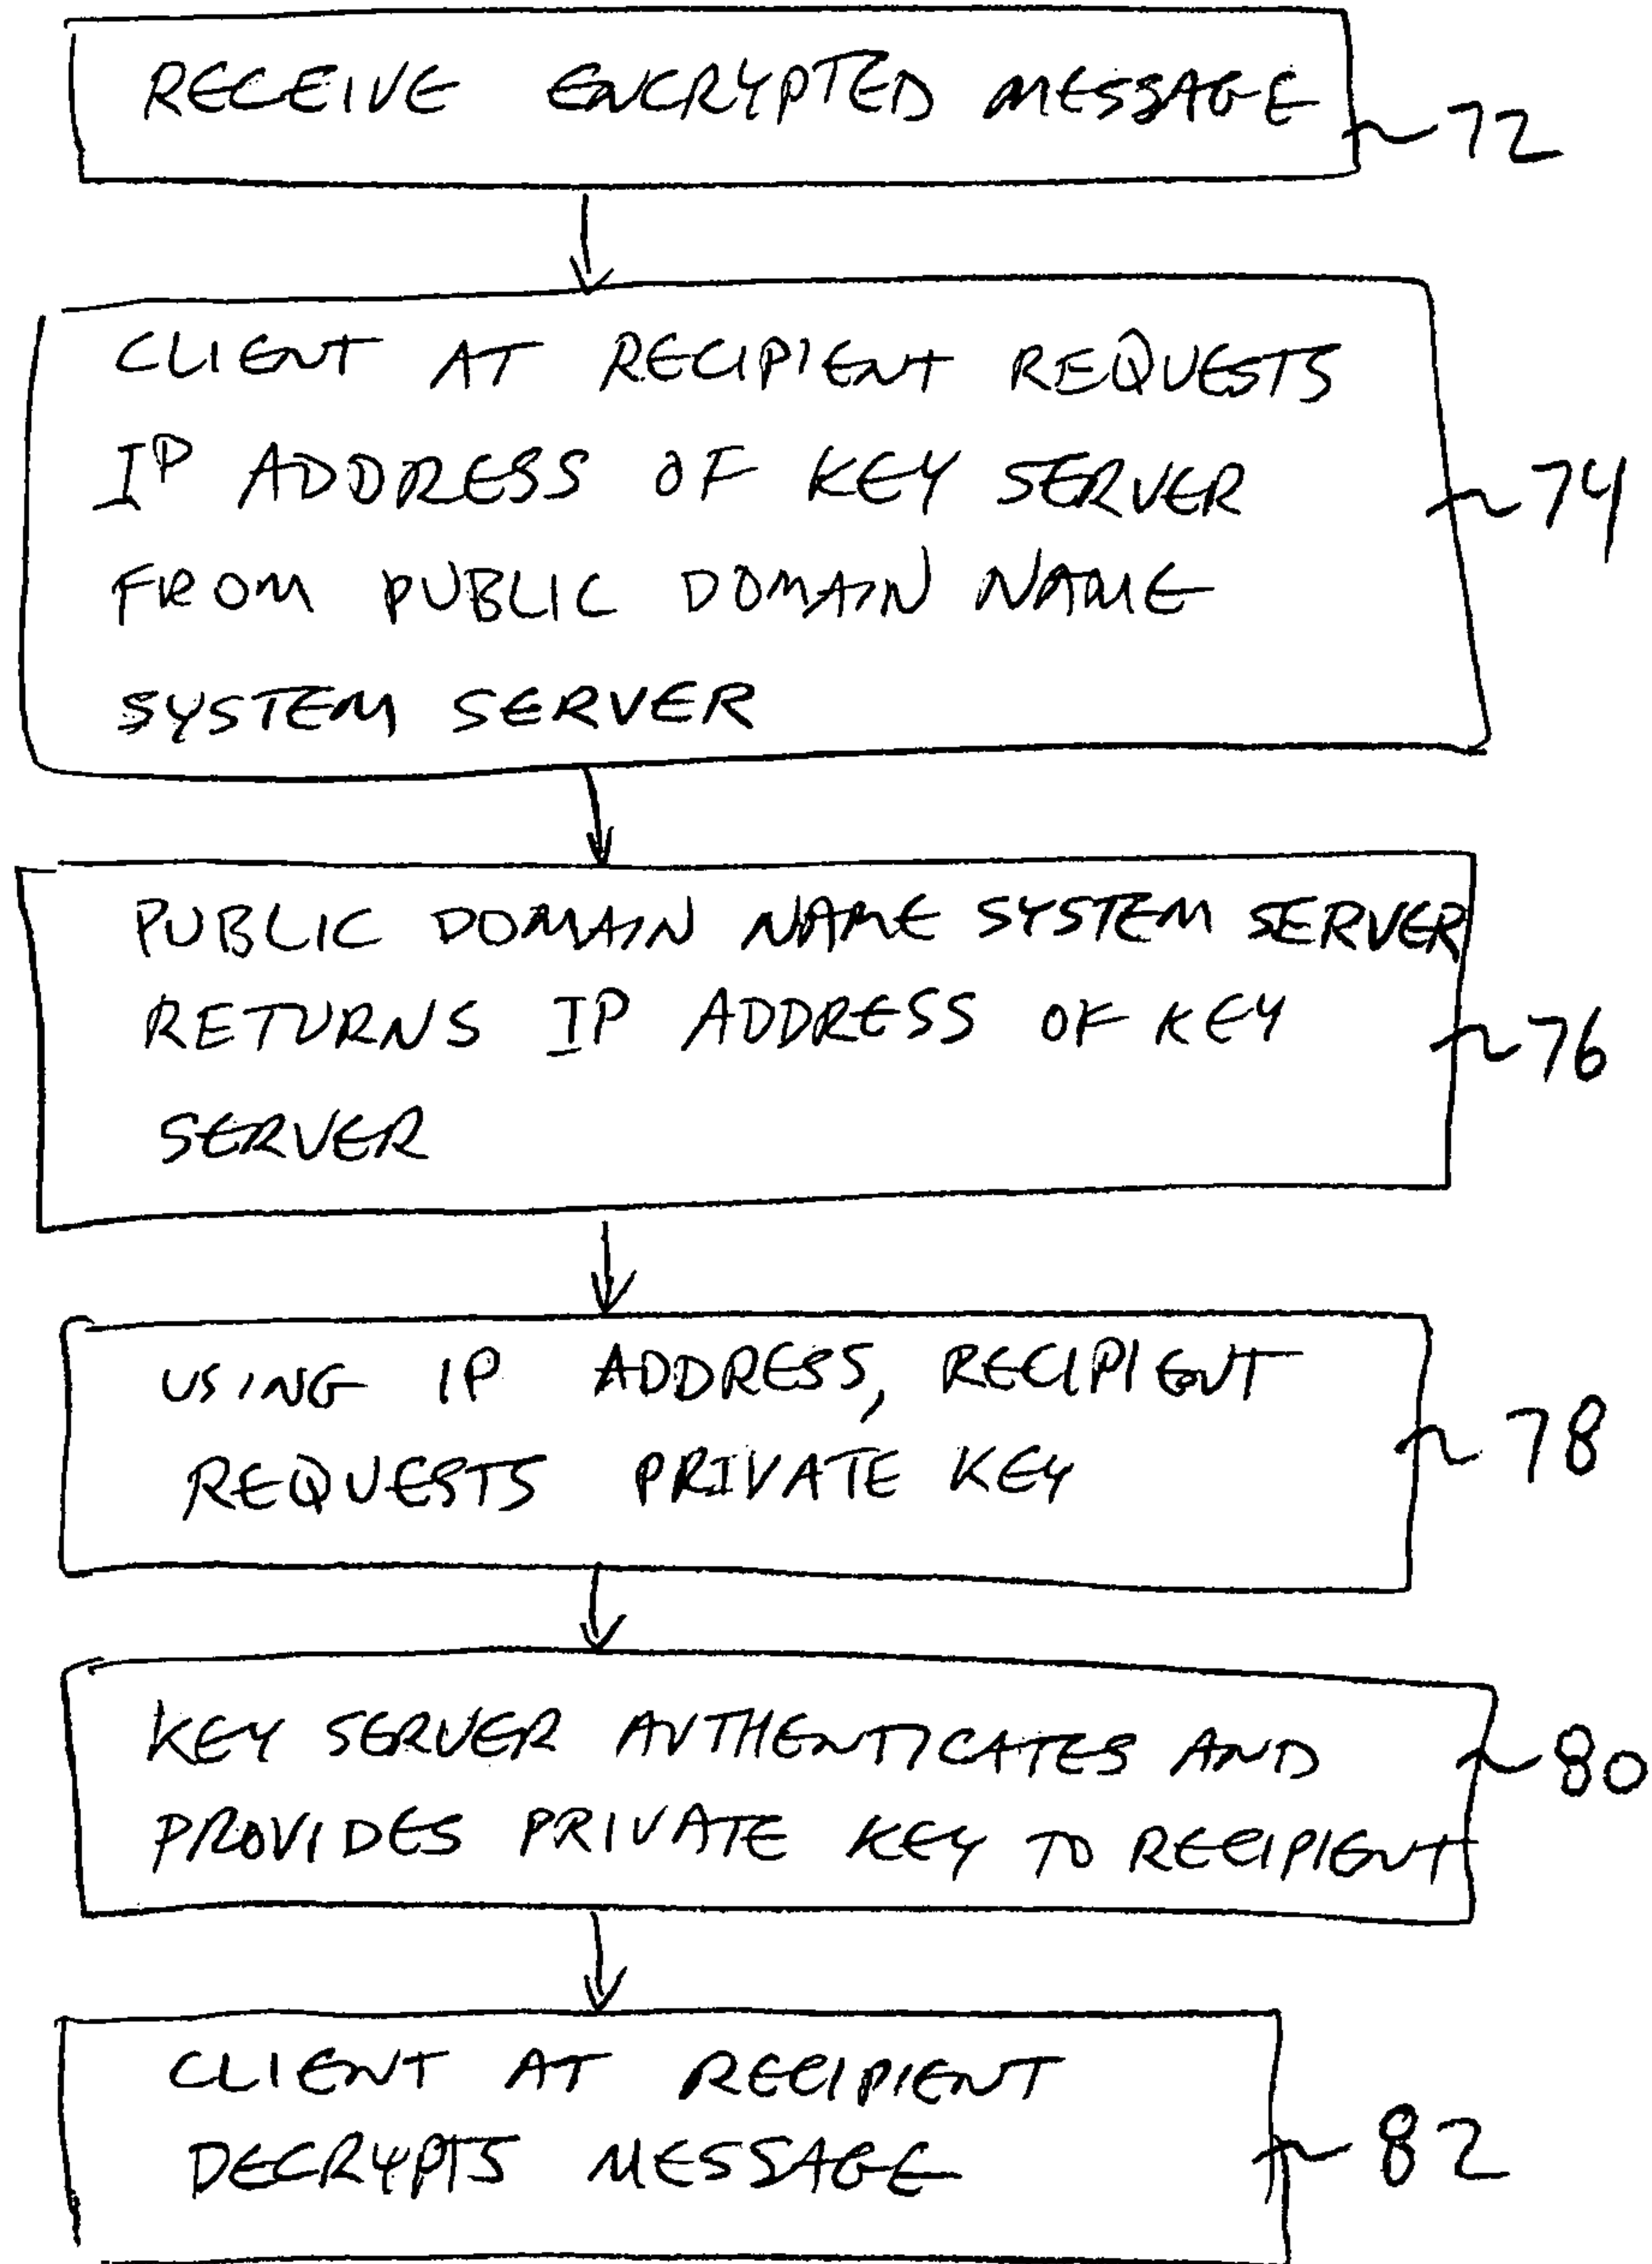 RECEIVE ENCRYPTED MESSAGE
~72
CLIENT AT RECIPIENT REQUESTS
IP ADDRESS OF KEY SERVER
~74
FROM PUBLIC DOMAIN NAME
SYSTEM SERVER
PUBLIC DOMAIN NAME SYSTEM SERVER
RETURNS IP ADDRESS OF KEY
~76
SERVER
USING IP ADDRESS, RECIPIENT
REQUESTS PRIVATE KEY
~78
KEY SERVER AUTHENTICATES AND
~80
PROVIDES PRIVATE KEY TO RECIPIENT
CLIENT AT RECIPIENT
DECRYPTS MESSAGE
~82